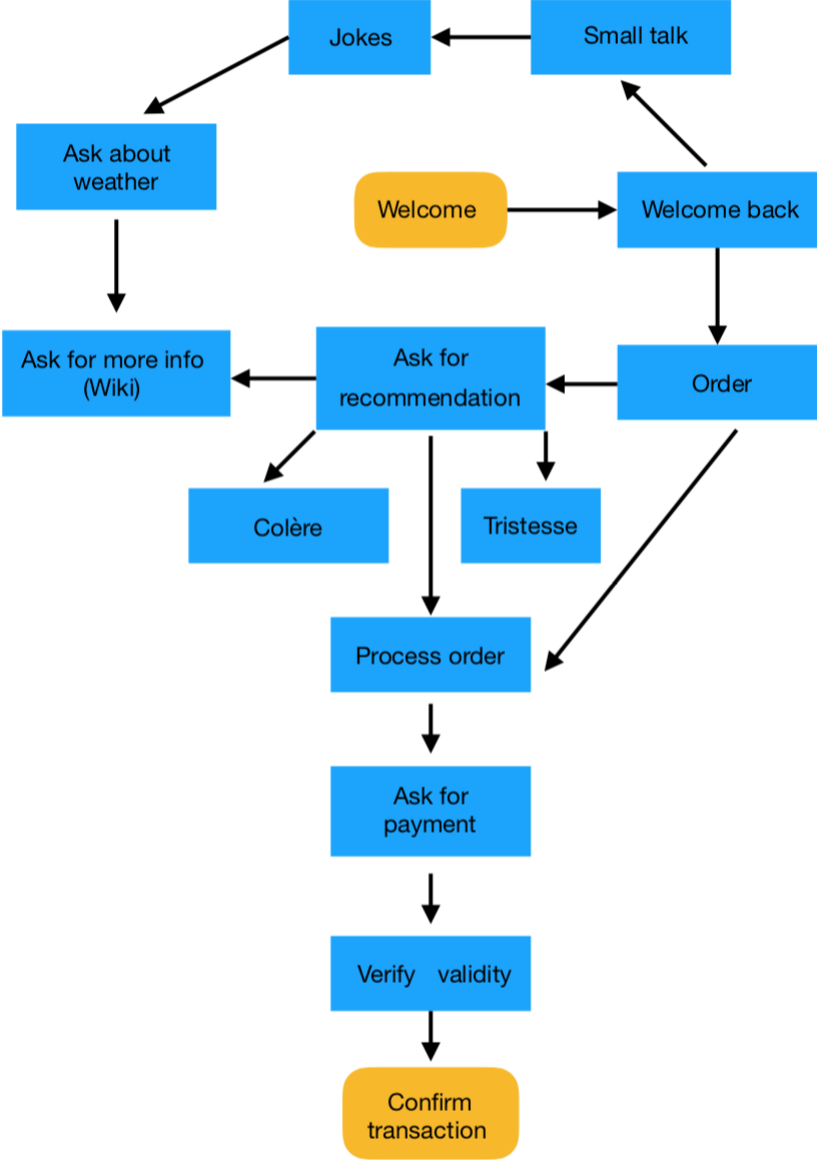 Jokes
Small talk
Ask about
weather
Welcome
Welcome back
Ask for more info
(Wiki)
Ask for
recommendation
Order
Colère
Tristesse
Process order
Ask for
payment
Verify validity
Confirm
transaction